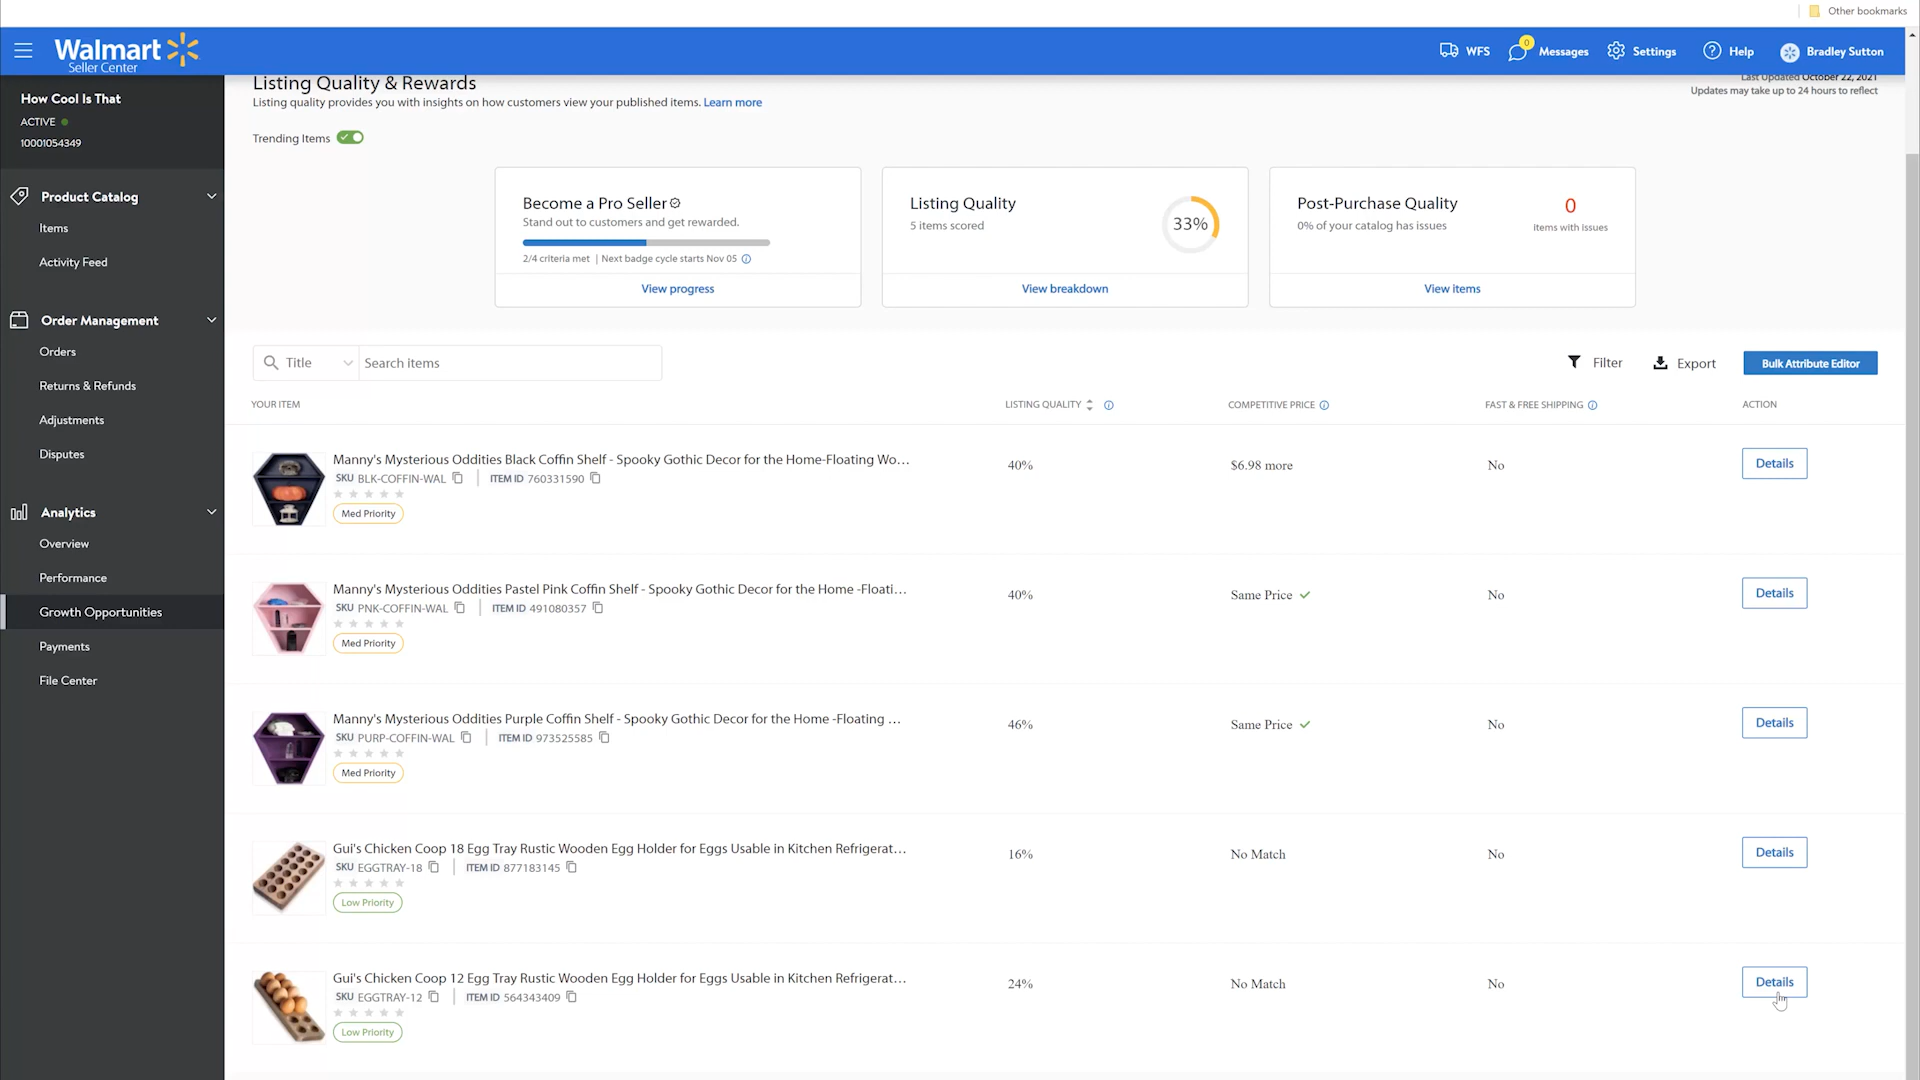 Other bookmarks
Walmart
Seller Center
WFS
0
Messages
Settings
Help
Bradley Sutton
How Cool Is That
ACTIVE
10001054349
Product Catalog
Items
Activity Feed
Order Management
Orders
Returns & Refunds
Adjustments
Disputes
Analytics
Overview
Performance
Growth Opportunities
Payments
File Center
Listing Quality & Rewards
Listing quality provides you with insights on how customers view your published items. Learn more
Last Updated October 22, 2021
Updates may take up to 24 hours to reflect
Trending Items
Become a Pro Seller
Stand out to customers and get rewarded.
2/4 criteria met | Next badge cycle starts Nov 05
View progress
Listing Quality
5 items scored
33%
View breakdown
Post-Purchase Quality
0% of your catalog has issues
0
Items with issues
View items
Title
Search items
Filter
Export
Bulk Attribute Editor
YOUR ITEM LISTING QUALITY COMPETITIVE PRICE FAST & FREE SHIPPING ACTION
Manny's Mysterious Oddities Black Coffin Shelf - Spooky Gothic Decor for the Home-Floating Wo...
SKU BLK-COFFIN-WAL | ITEM ID 760331590
Med Priority
40% $6.98 more No Details
Manny's Mysterious Oddities Pastel Pink Coffin Shelf - Spooky Gothic Decor for the Home -Floati...
SKU PNK-COFFIN-WAL | ITEM ID 491080357
Med Priority
40% Same Price No Details
Manny's Mysterious Oddities Purple Coffin Shelf - Spooky Gothic Decor for the Home -Floating ...
SKU PURP-COFFIN-WAL | ITEM ID 973525585
Med Priority
46% Same Price No Details
Gui's Chicken Coop 18 Egg Tray Rustic Wooden Egg Holder for Eggs Usable in Kitchen Refrigerat...
SKU EGGTRAY-18 | ITEM ID 877183145
Low Priority
16% No Match No Details
Gui's Chicken Coop 12 Egg Tray Rustic Wooden Egg Holder for Eggs Usable in Kitchen Refrigerat...
SKU EGGTRAY-12 | ITEM ID 564343409
Low Priority
24% No Match No Details